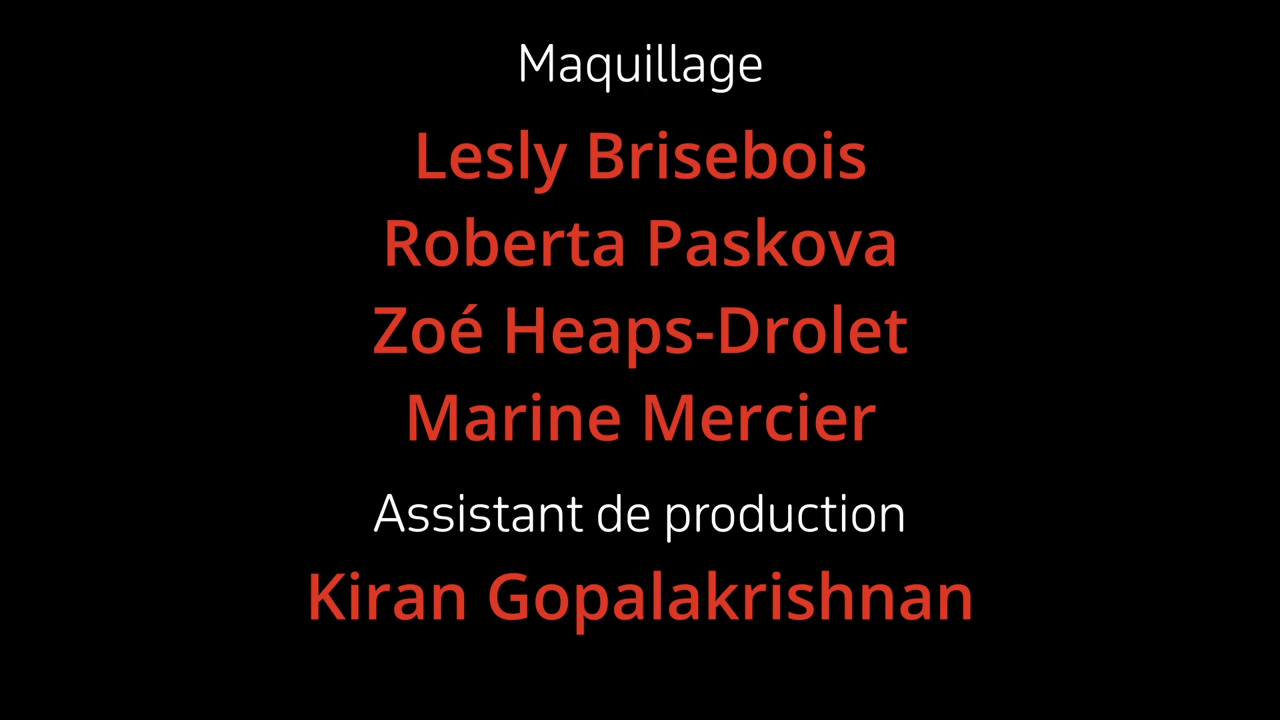 Maquillage
Lesly Brisebois
Roberta Paskova
Zoé Heaps-Drolet
Marine Mercier
Assistant de production
Kiran Gopalakrishnan